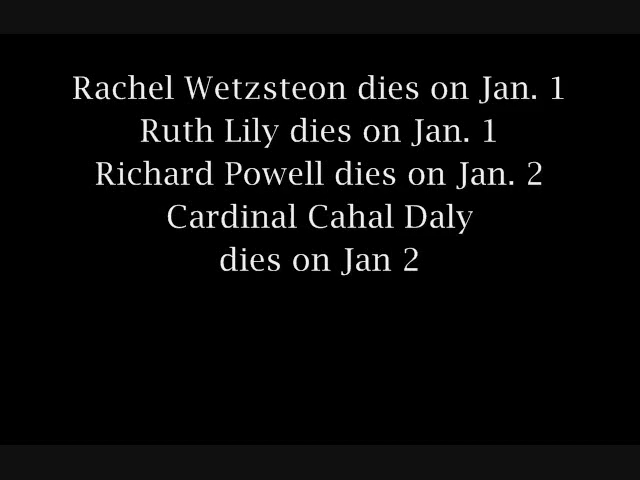 Rachel Wetzsteon dies on Jan. 1
Ruth Lily dies on Jan. 1
Richard Powell dies on Jan. 2
Cardinal Cahal Daly
dies on Jan 2